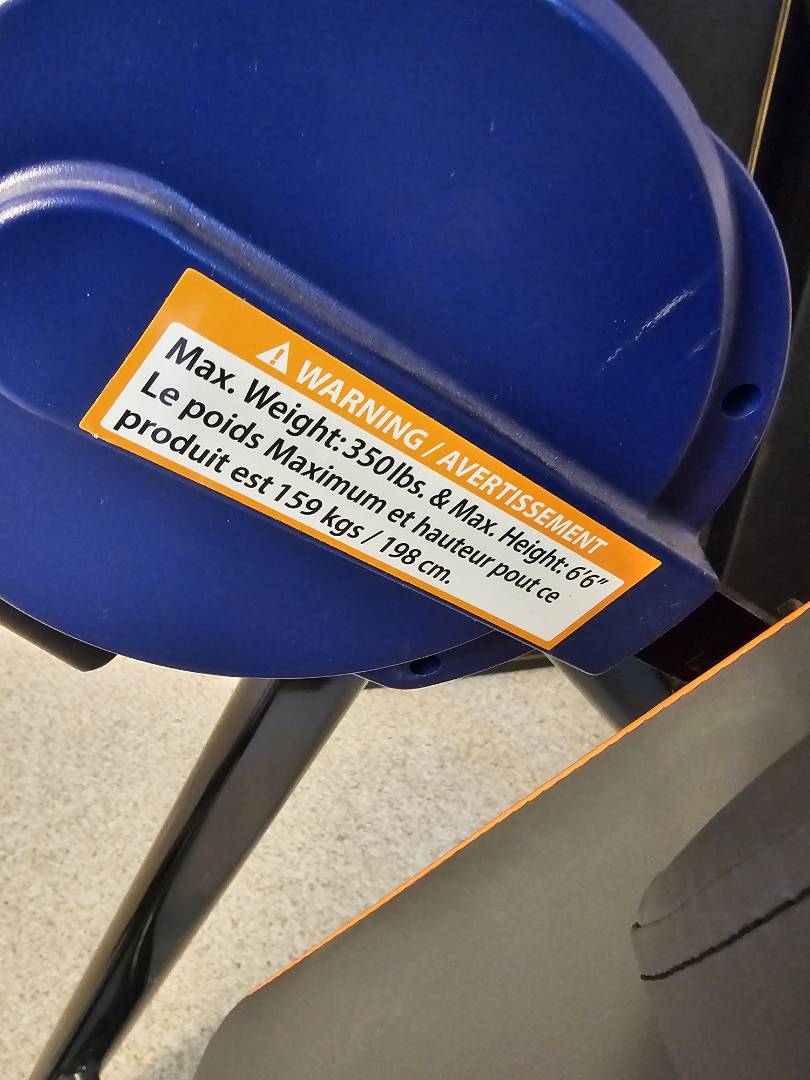 WARNING / AVERTISSEMENT
Max. Weight: 350lbs. & Max. Height: 6'6"
Le poids Maximum et hauteur pout ce
produit est 159 kgs / 198 cm.